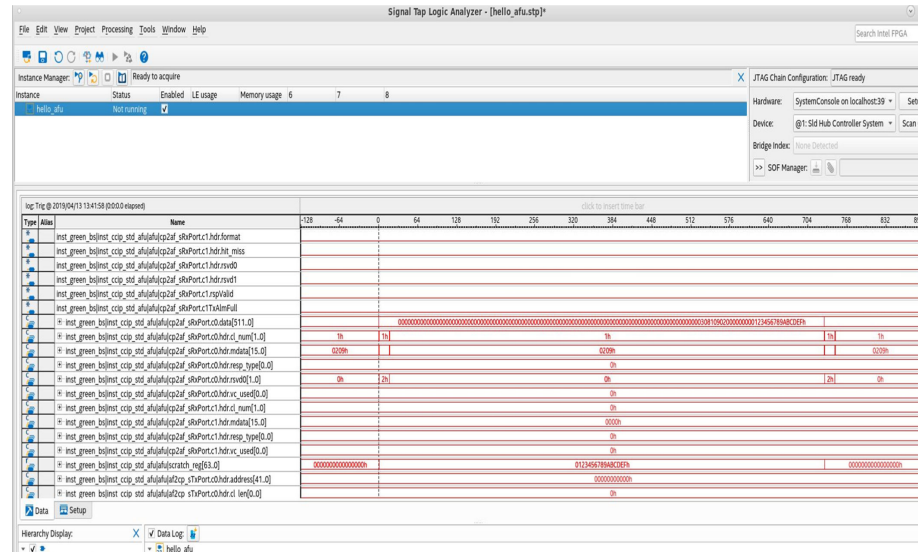 Signal Tap Logic Analyzer - [hello_afu.stp]*
File Edit View Project Processing Tools Window Help
Search Intel FPGA
Instance Manager: Ready to acquire
JTAG Chain Configuration: JTAG ready
Instance Status Enabled LE usage Memory usage 6 7 8
hello_afu Not running
Hardware: SystemConsole on localhost:39
Device: @1: Sld Hub Controller System Scan
Bridge Index: None Detected
>> SOF Manager:
log: Trig @ 2019/04/13 13:41:58 (0:0:0.0 elapsed) click to insert time bar
Type Alias Name -128 -64 0 64 128 192 256 320 384 448 512 576 640 704 768 832
inst_green_bs|inst_ccip_std_afu|afu|cp2af_sRxPort.c1.hdr.format
inst_green_bs|inst_ccip_std_afu|afu|cp2af_sRxPort.c1.hdr.hit_miss
inst_green_bs|inst_ccip_std_afu|afu|cp2af_sRxPort.c1.hdr.rsvd0
inst_green_bs|inst_ccip_std_afu|afu|cp2af_sRxPort.c1.hdr.rsvd1
inst_green_bs|inst_ccip_std_afu|afu|cp2af_sRxPort.c1.rspValid
inst_green_bs|inst_ccip_std_afu|afu|cp2af_sRxPort.c1TxAlmFull
inst_green_bs|inst_ccip_std_afu|afu|cp2af_sRxPort.c0.data[511..0]
inst_green_bs|inst_ccip_std_afu|afu|cp2af_sRxPort.c0.hdr.cl_num[1..0] 1h 1h 1h 1h 1h
inst_green_bs|inst_ccip_std_afu|afu|cp2af_sRxPort.c0.hdr.mdata[15..0] 0209h 0209h 0209h
inst_green_bs|inst_ccip_std_afu|afu|cp2af_sRxPort.c0.hdr.resp_type[0..0] 0h
inst_green_bs|inst_ccip_std_afu|afu|cp2af_sRxPort.c0.hdr.rsvd0[1..0] 0h 2h 0h 2h 0h
inst_green_bs|inst_ccip_std_afu|afu|cp2af_sRxPort.c0.hdr.vc_used[0..0] 0h
inst_green_bs|inst_ccip_std_afu|afu|cp2af_sRxPort.c1.hdr.cl_num[1..0] 0h
inst_green_bs|inst_ccip_std_afu|afu|cp2af_sRxPort.c1.hdr.mdata[15..0] 0000h
inst_green_bs|inst_ccip_std_afu|afu|cp2af_sRxPort.c1.hdr.resp_type[0..0] 0h
inst_green_bs|inst_ccip_std_afu|afu|cp2af_sRxPort.c1.hdr.vc_used[0..0] 0h
inst_green_bs|inst_ccip_std_afu|afu|scratch_reg[63..0] 0000000000000000h 0123456789ABCDEFh 0000000000000000h
inst_green_bs|inst_ccip_std_afu|afu|af2cp_sTxPort.c0.hdr.address[41..0] 00000000000h
inst_green_bs|inst_ccip_std_afu|afu|af2cp_sTxPort.c0.hdr.cl_len[0..0] 0h
Data Setup
Hierarchy Display: Data Log:
hello_afu